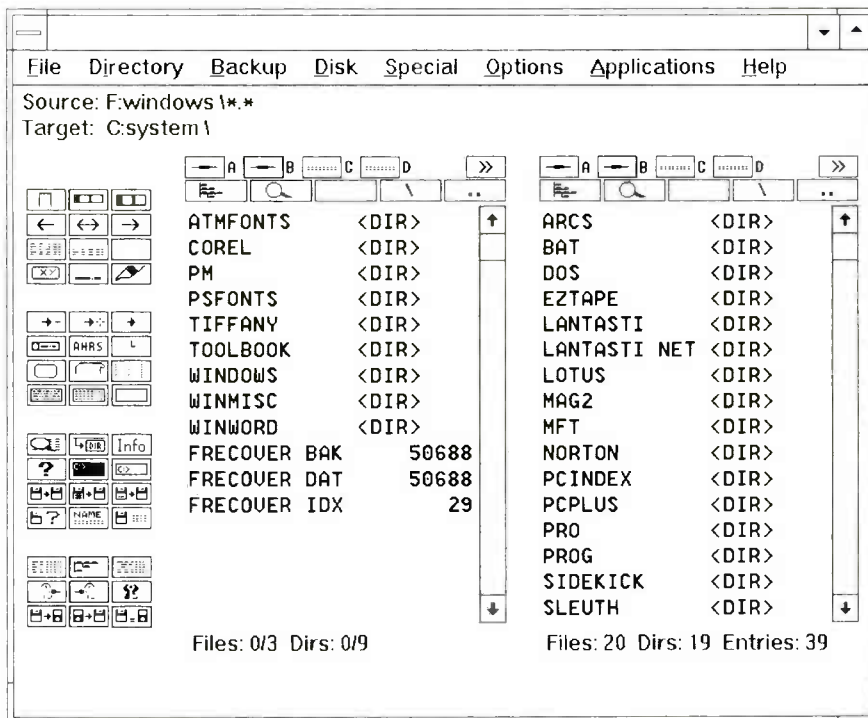 File Directory Backup Disk Special Options Applications Help
Source: F:windows \*.*
Target: C:system \
A B C D >>
\ ..
ATMFONTS <DIR>
COREL <DIR>
PM <DIR>
PSFONTS <DIR>
TIFFANY <DIR>
TOOLBOOK <DIR>
WINDOWS <DIR>
WINMISC <DIR>
WINWORD <DIR>
FRECOVER BAK 50688
FRECOVER DAT 50688
FRECOVER IDX 29
Files: 0/3 Dirs: 0/9
A B C D >>
\ ..
ARCS <DIR>
BAT <DIR>
DOS <DIR>
EZTAPE <DIR>
LANTASTI <DIR>
LANTASTI NET <DIR>
LOTUS <DIR>
MAG2 <DIR>
MFT <DIR>
NORTON <DIR>
PCINDEX <DIR>
PCPLUS <DIR>
PRO <DIR>
PROG <DIR>
SIDEKICK <DIR>
SLEUTH <DIR>
Files: 20 Dirs: 19 Entries: 39
AHRS
DIR Info
?
? NAME